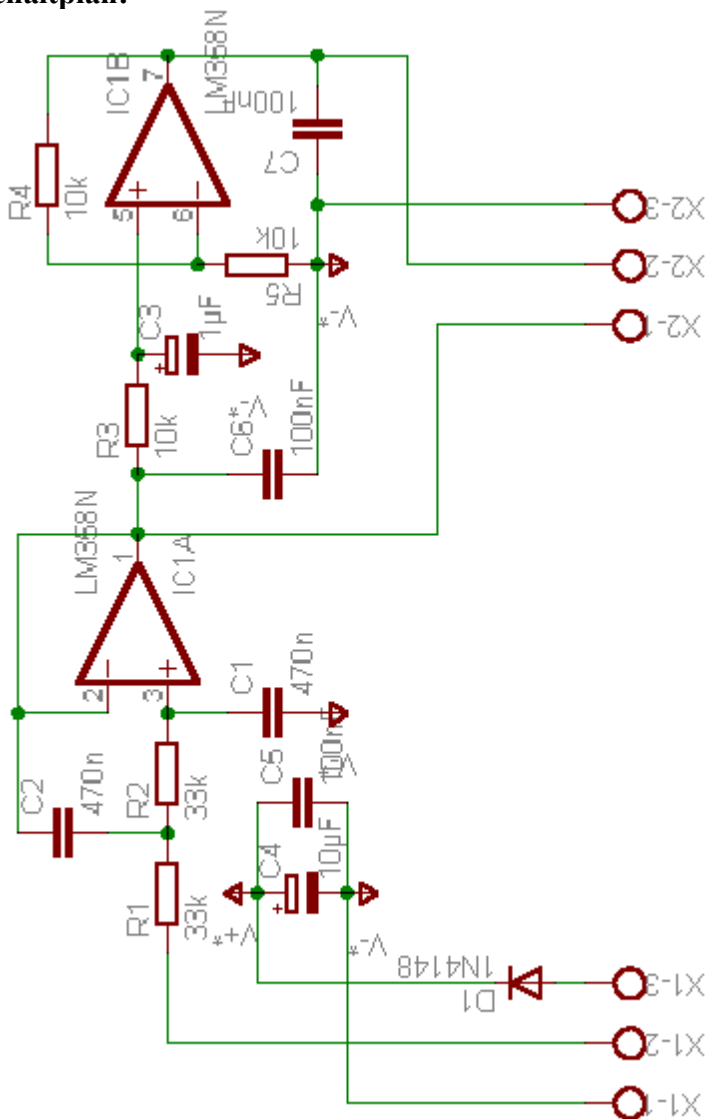 haltplan:
IC1B
LM358N
7
5
6
+
-
R4
10k
100nF
C7
10k
R5
V-*
X2-3
X2-2
X2-1
C3
1µF
+
V-*
R3
10k
C6
100nF
LM358N
IC1A
1
2
3
-
+
C1
470n
C2
470n
R2
33k
R1
33k
C5
100nF
C4
10µF
+
V+*
V-*
1N4148
D1
X1-3
X1-2
X1-1